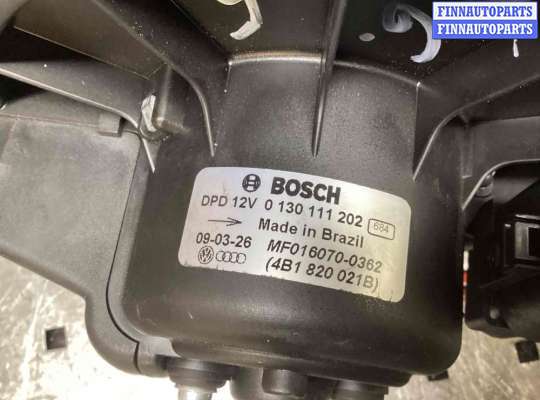 FINNAUTOPARTS
FINNAUTOPARTS
BOSCH
DPD 12V 0 130 111 202 684
Made in Brazil
09-03-26 MF016070-0362
(4B1 820 021B)